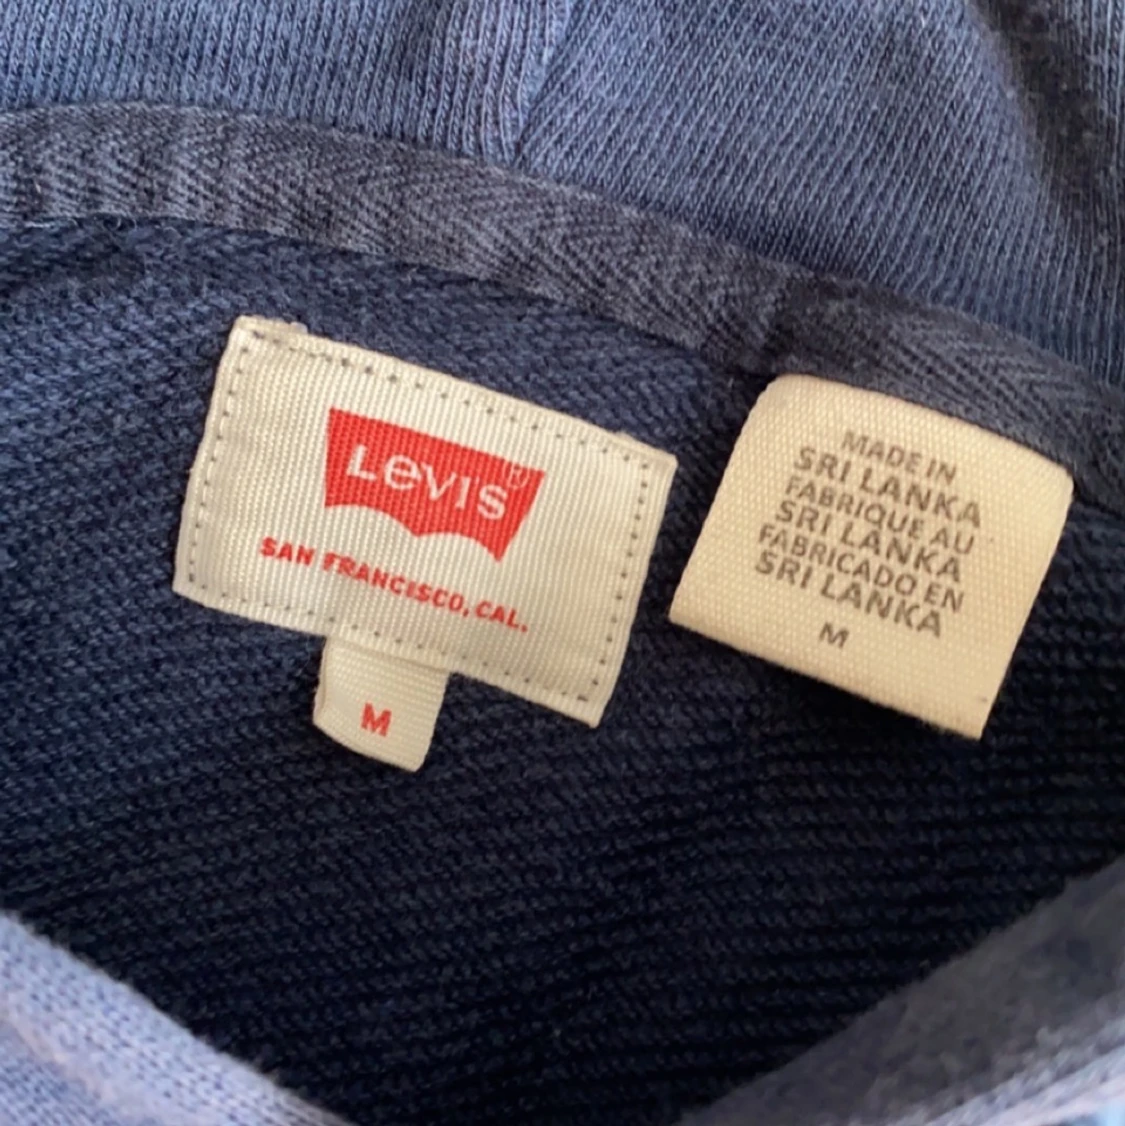 LEVI'S®
SAN FRANCISCO, CAL.
M
MADE IN
SRI LANKA
FABRIQUE AU
SRI LANKA
FABRICADO EN
SRI LANKA
M